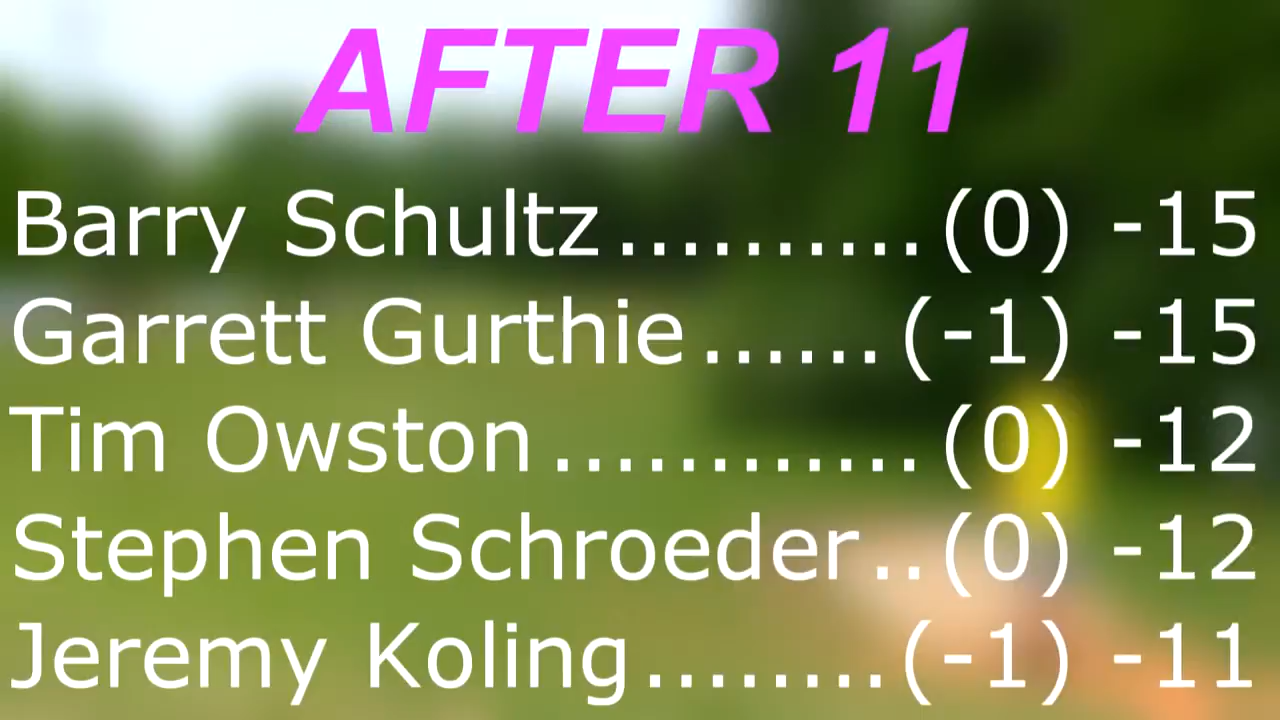 AFTER 11
Barry Schultz..........(0) -15
Garrett Gurthie......(-1) -15
Tim Owston............(0) -12
Stephen Schroeder..(0) -12
Jeremy Koling........(-1) -11